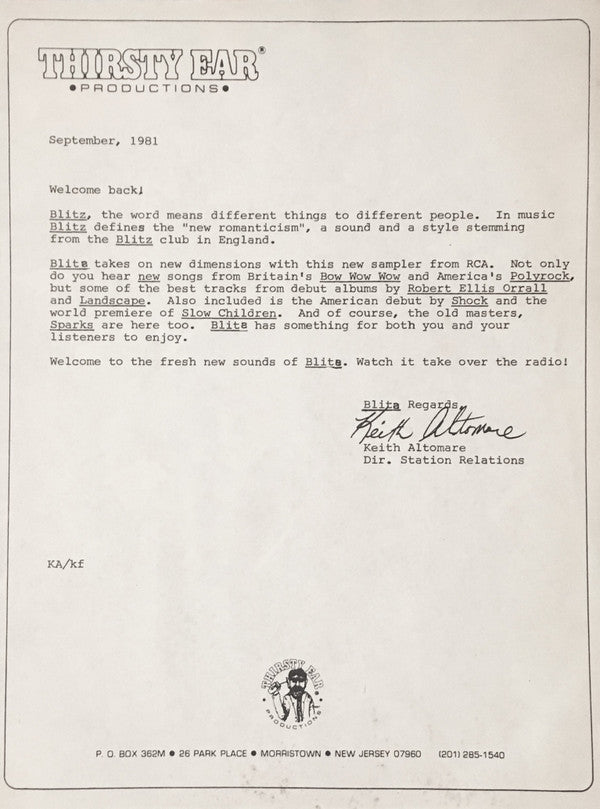 THIRSTY EAR®
•PRODUCTIONS•
September, 1981
Welcome back!
Blitz, the word means different things to different people. In music
Blitz defines the "new romanticism", a sound and a style stemming
from the Blitz club in England.
Blitz takes on new dimensions with this new sampler from RCA. Not only
do you hear new songs from Britain's Bow Wow Wow and America's Polyrock,
but some of the best tracks from debut albums by Robert Ellis Orrall
and Landscape. Also included is the American debut by Shock and the
world premiere of Slow Children. And of course, the old masters,
Sparks are here too. Blitz has something for both you and your
listeners to enjoy.
Welcome to the fresh new sounds of Blitz. Watch it take over the radio!
Blitz Regards,
Keith Altomare
Keith Altomare
Dir. Station Relations
KA/kf
THIRSTY EAR
•PRODUCTIONS•
P. O. BOX 362M • 26 PARK PLACE • MORRISTOWN • NEW JERSEY 07960 (201) 285-1540